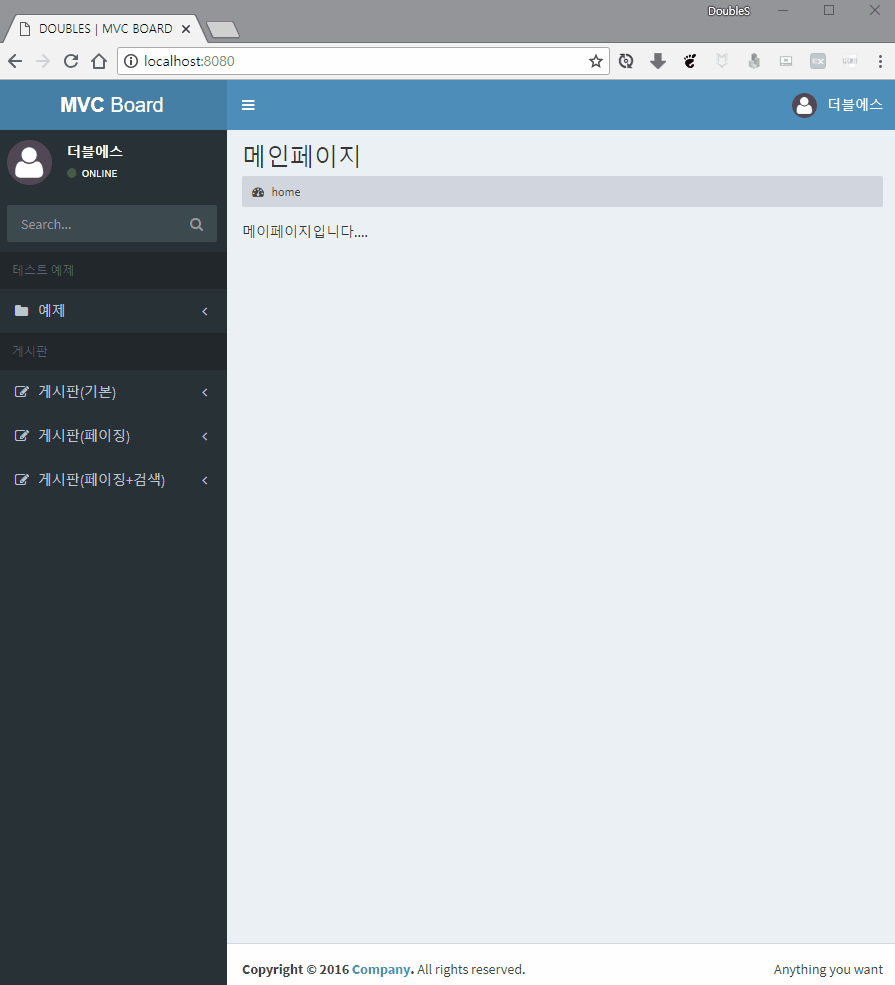 DoubleS
DOUBLES | MVC BOARD
localhost:8080
MVC Board
더블에스
더블에스
ONLINE
Search...
테스트 예제
예제
게시판
게시판(기본)
게시판(페이징)
게시판(페이징+검색)
메인페이지
home
메이페이지입니다....
Copyright © 2016 Company. All rights reserved.
Anything you want